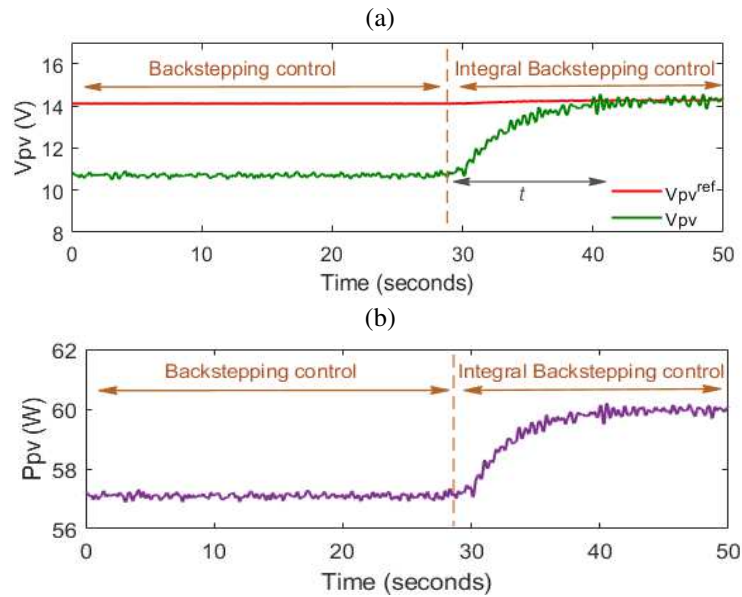 (a)
16
14
12
10
8
Vpv (V)
Backstepping control
Integral Backstepping control
t
Vpv^ref
Vpv
0 10 20 30 40 50
Time (seconds)
(b)
62
60
58
56
Ppv (W)
Backstepping control
Integral Backstepping control
0 10 20 30 40 50
Time (seconds)